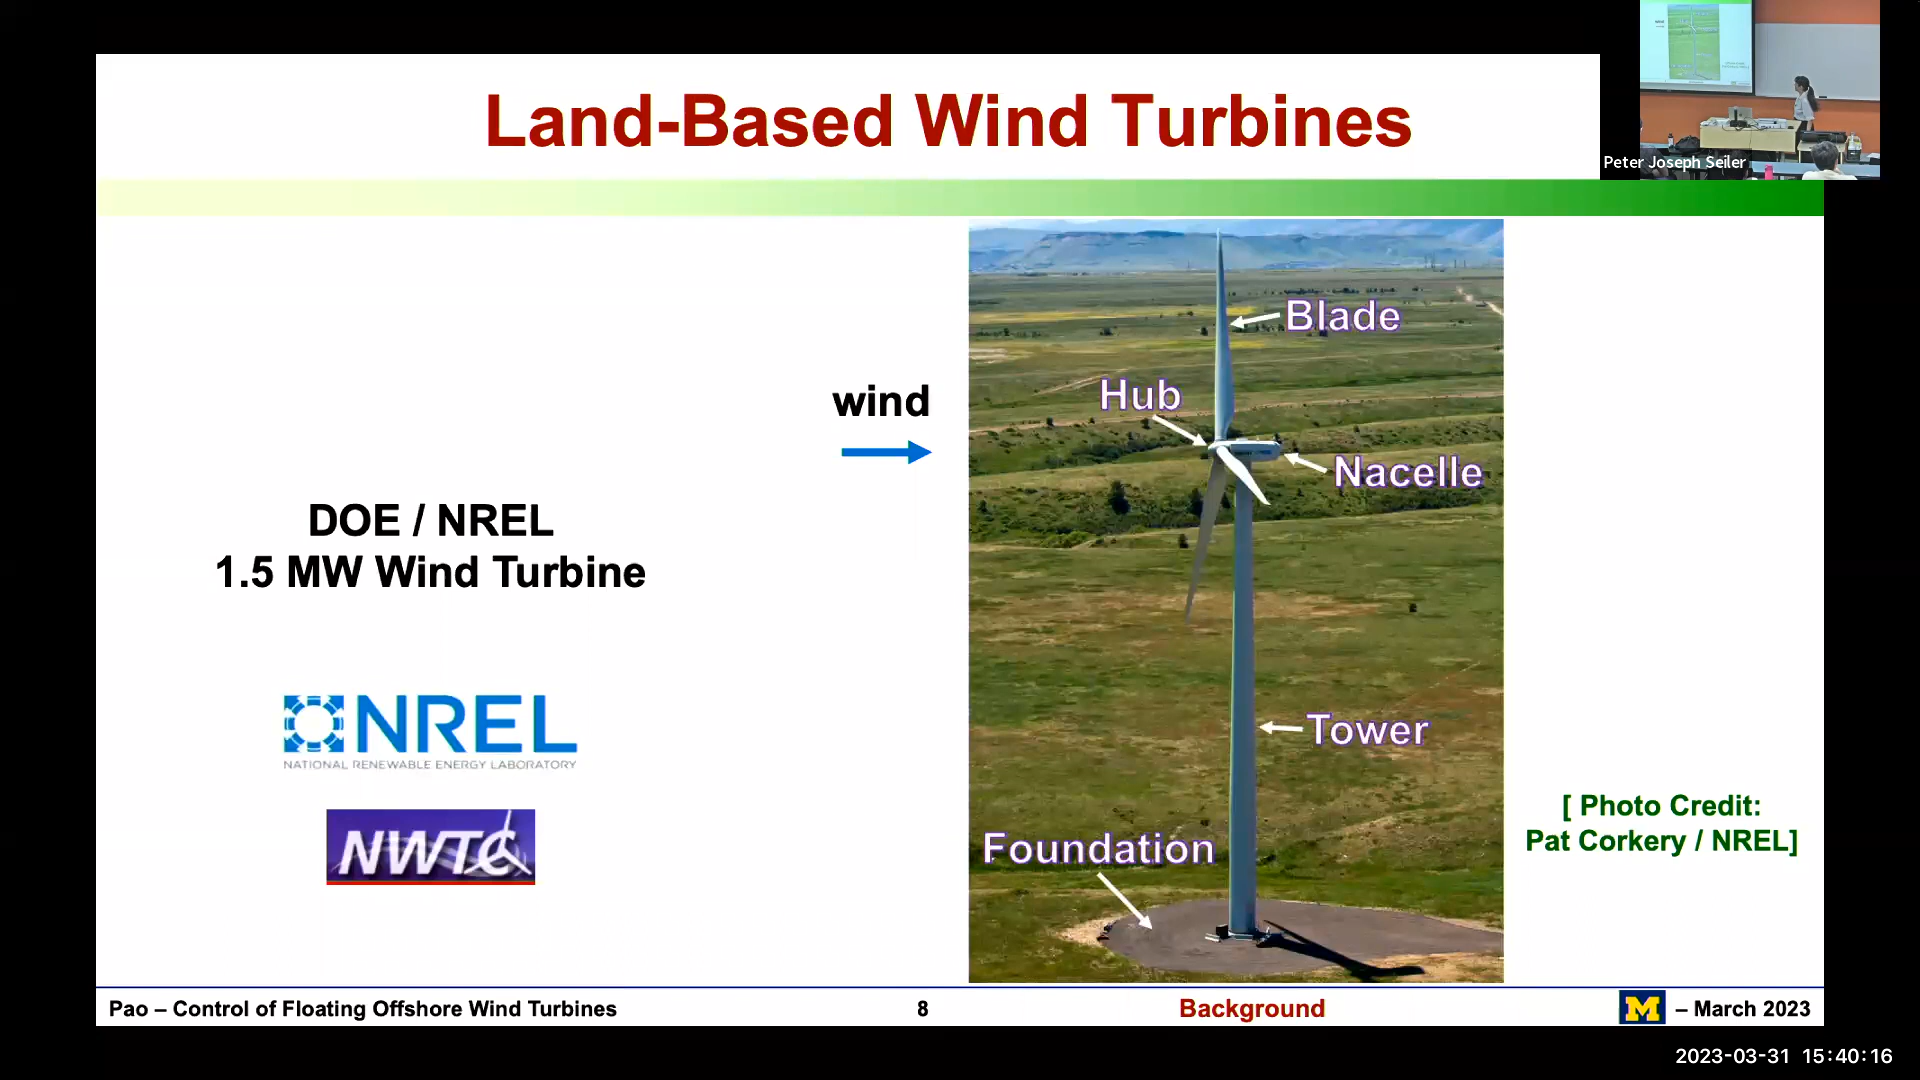 Land-Based Wind Turbines
Peter Joseph Seiler
wind
Blade
Hub
Nacelle
DOE / NREL
1.5 MW Wind Turbine
NREL
NATIONAL RENEWABLE ENERGY LABORATORY
NWTC
Tower
Foundation
[ Photo Credit:
Pat Corkery / NREL]
Pao – Control of Floating Offshore Wind Turbines
8
Background
M – March 2023
2023-03-31 15:40:16